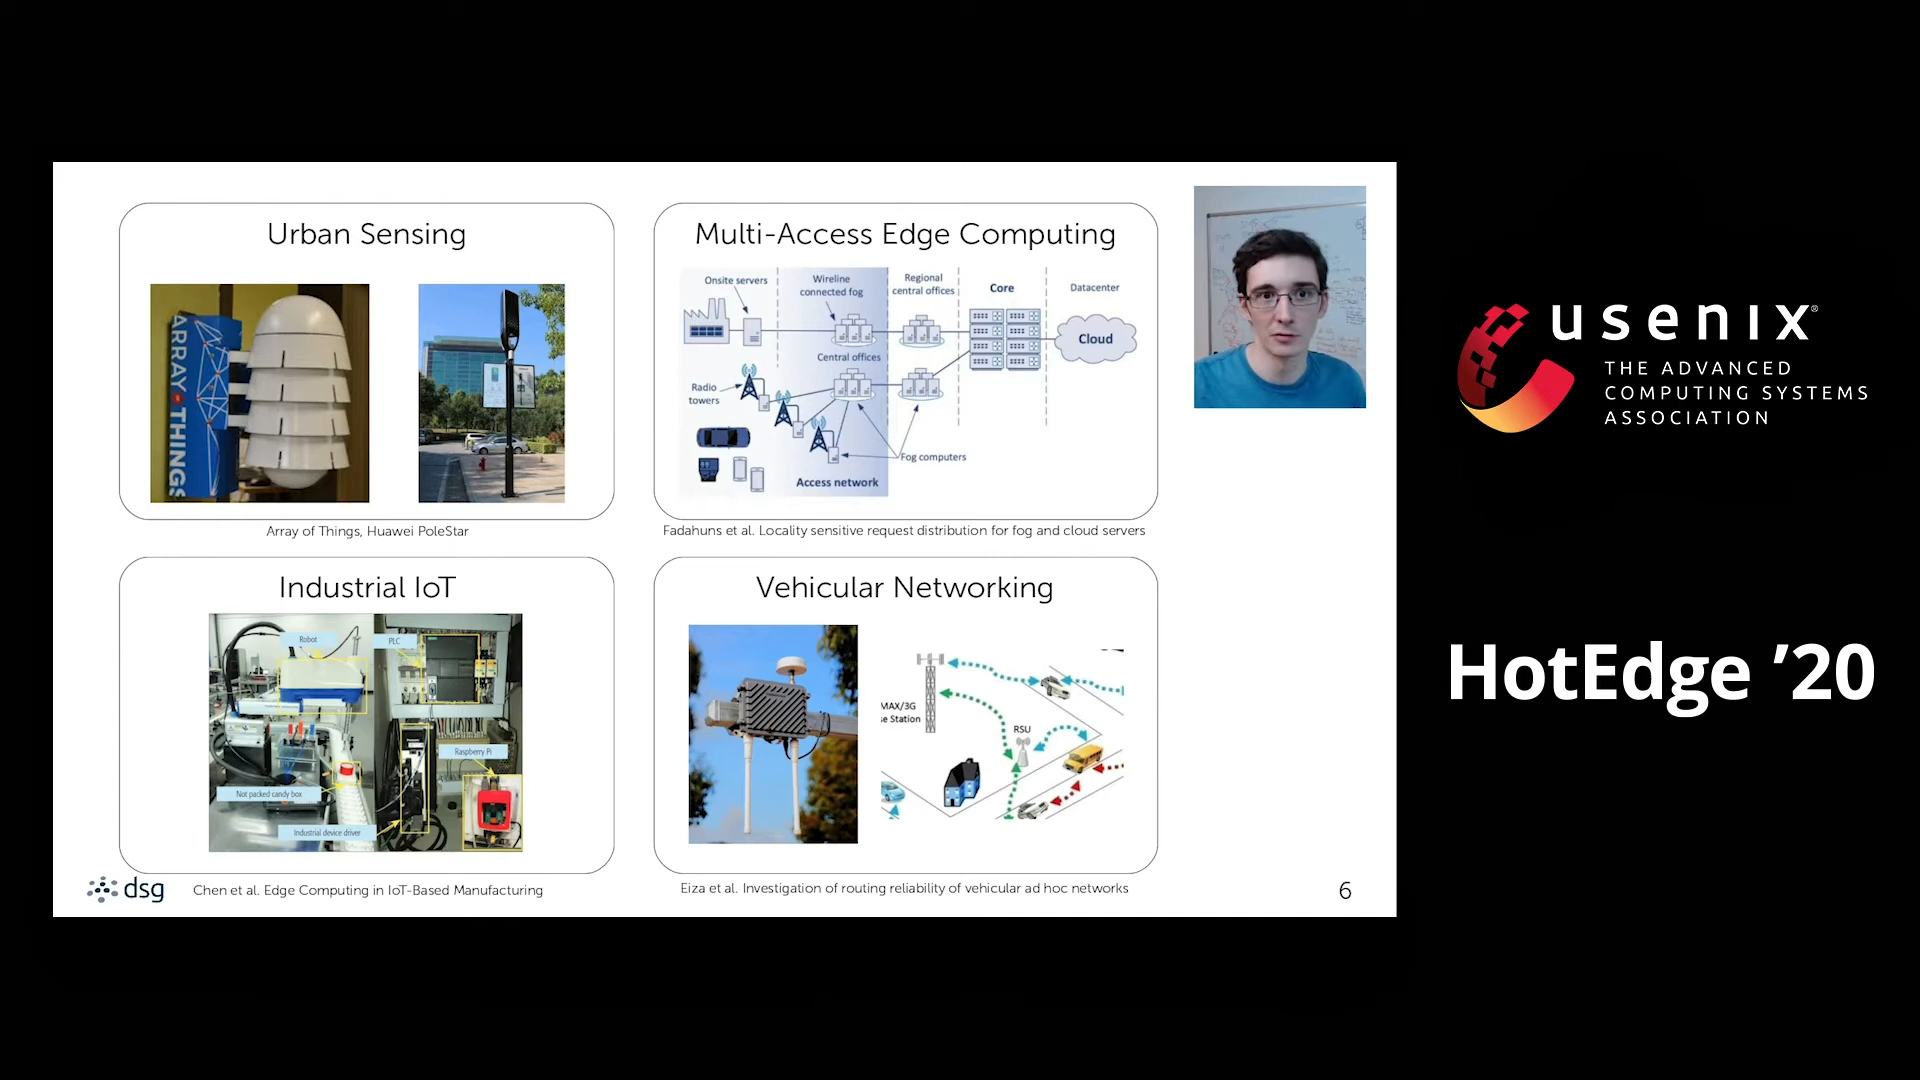 Urban Sensing
ARRAY OF THINGS
Array of Things, Huawei PoleStar
Multi-Access Edge Computing
Onsite servers
Wireline
connected fog
Regional
central offices
Core
Datacenter
Cloud
Central offices
Radio
towers
Fog computers
Access network
Fadahuns et al. Locality sensitive request distribution for fog and cloud servers
Industrial IoT
Robot
PLC
Raspberry Pi
Not packed candy box
Industrial device driver
Chen et al. Edge Computing in IoT-Based Manufacturing
Vehicular Networking
MAX/3G
se Station
RSU
Eiza et al. Investigation of routing reliability of vehicular ad hoc networks
dsg
6
usenix®
THE ADVANCED
COMPUTING SYSTEMS
ASSOCIATION
HotEdge ’20